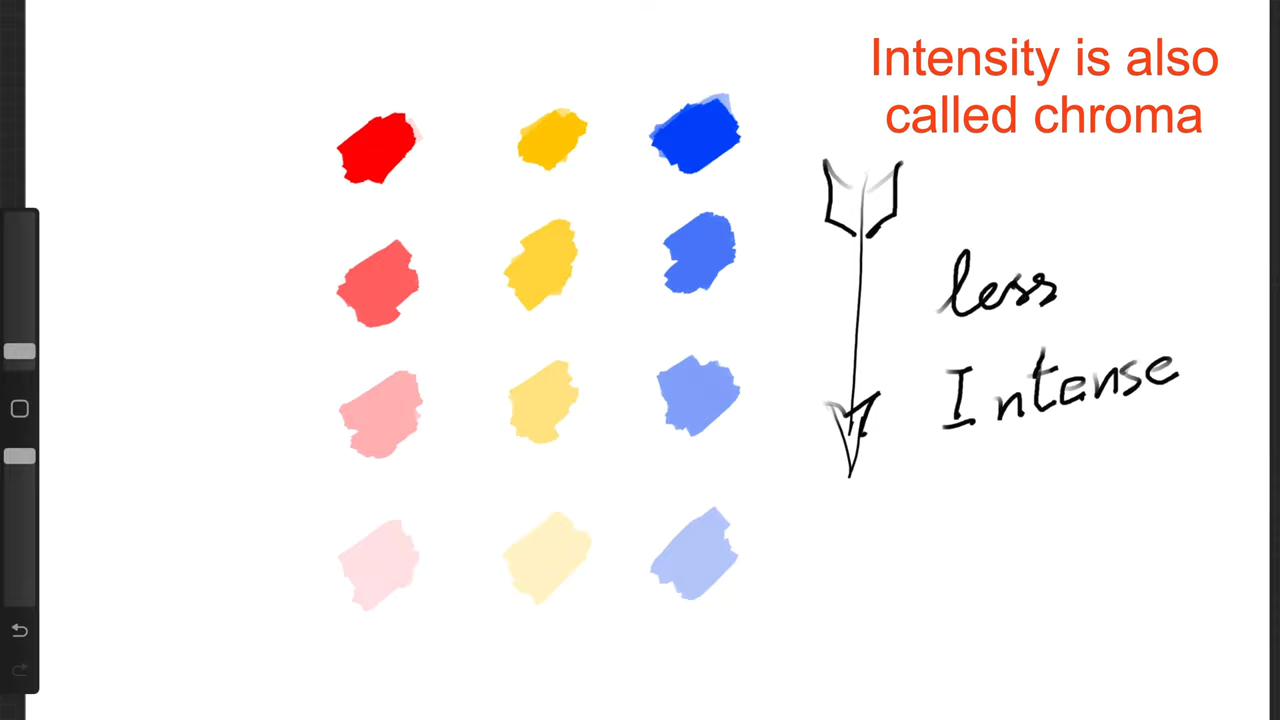 Intensity is also
called chroma
less
Intense